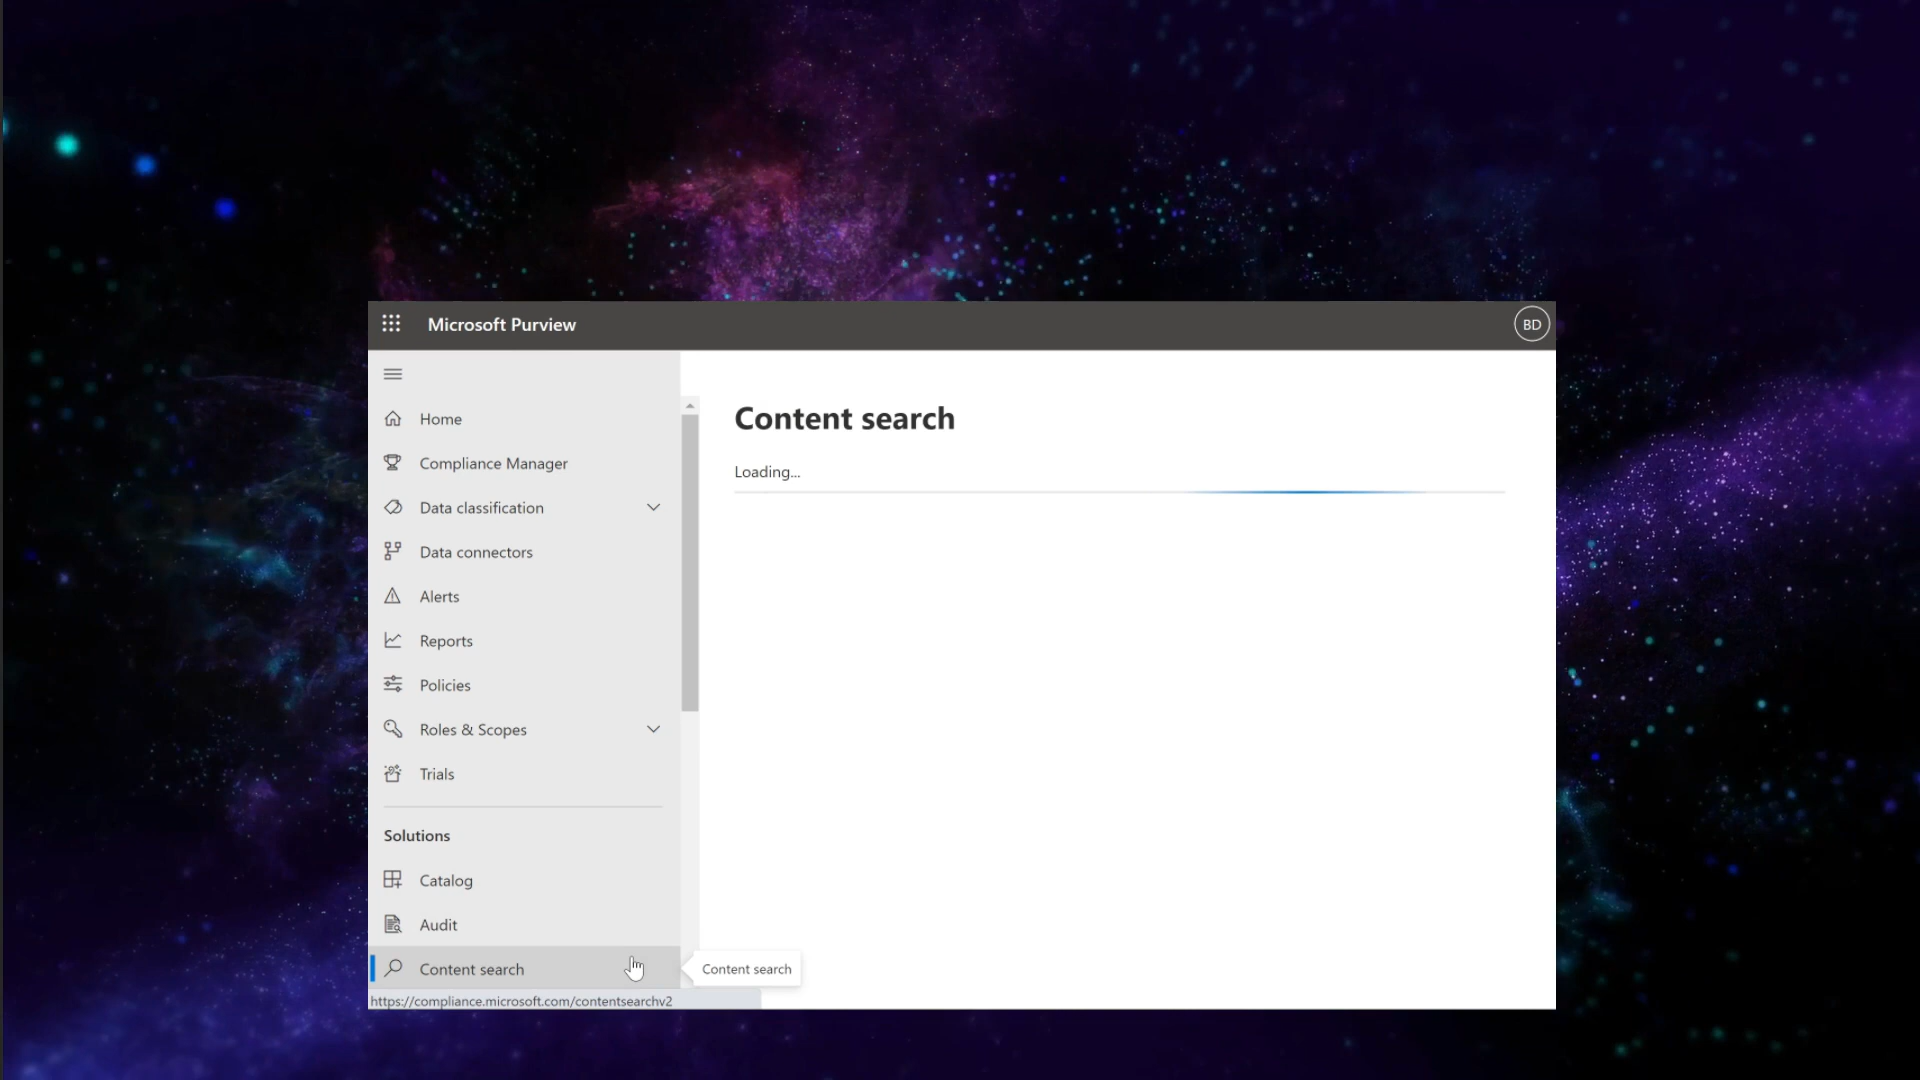 Microsoft Purview
BD
Home
Compliance Manager
Data classification
Data connectors
Alerts
Reports
Policies
Roles & Scopes
Trials
Solutions
Catalog
Audit
Content search
https://compliance.microsoft.com/contentsearchv2
Content search
Loading...
Content search